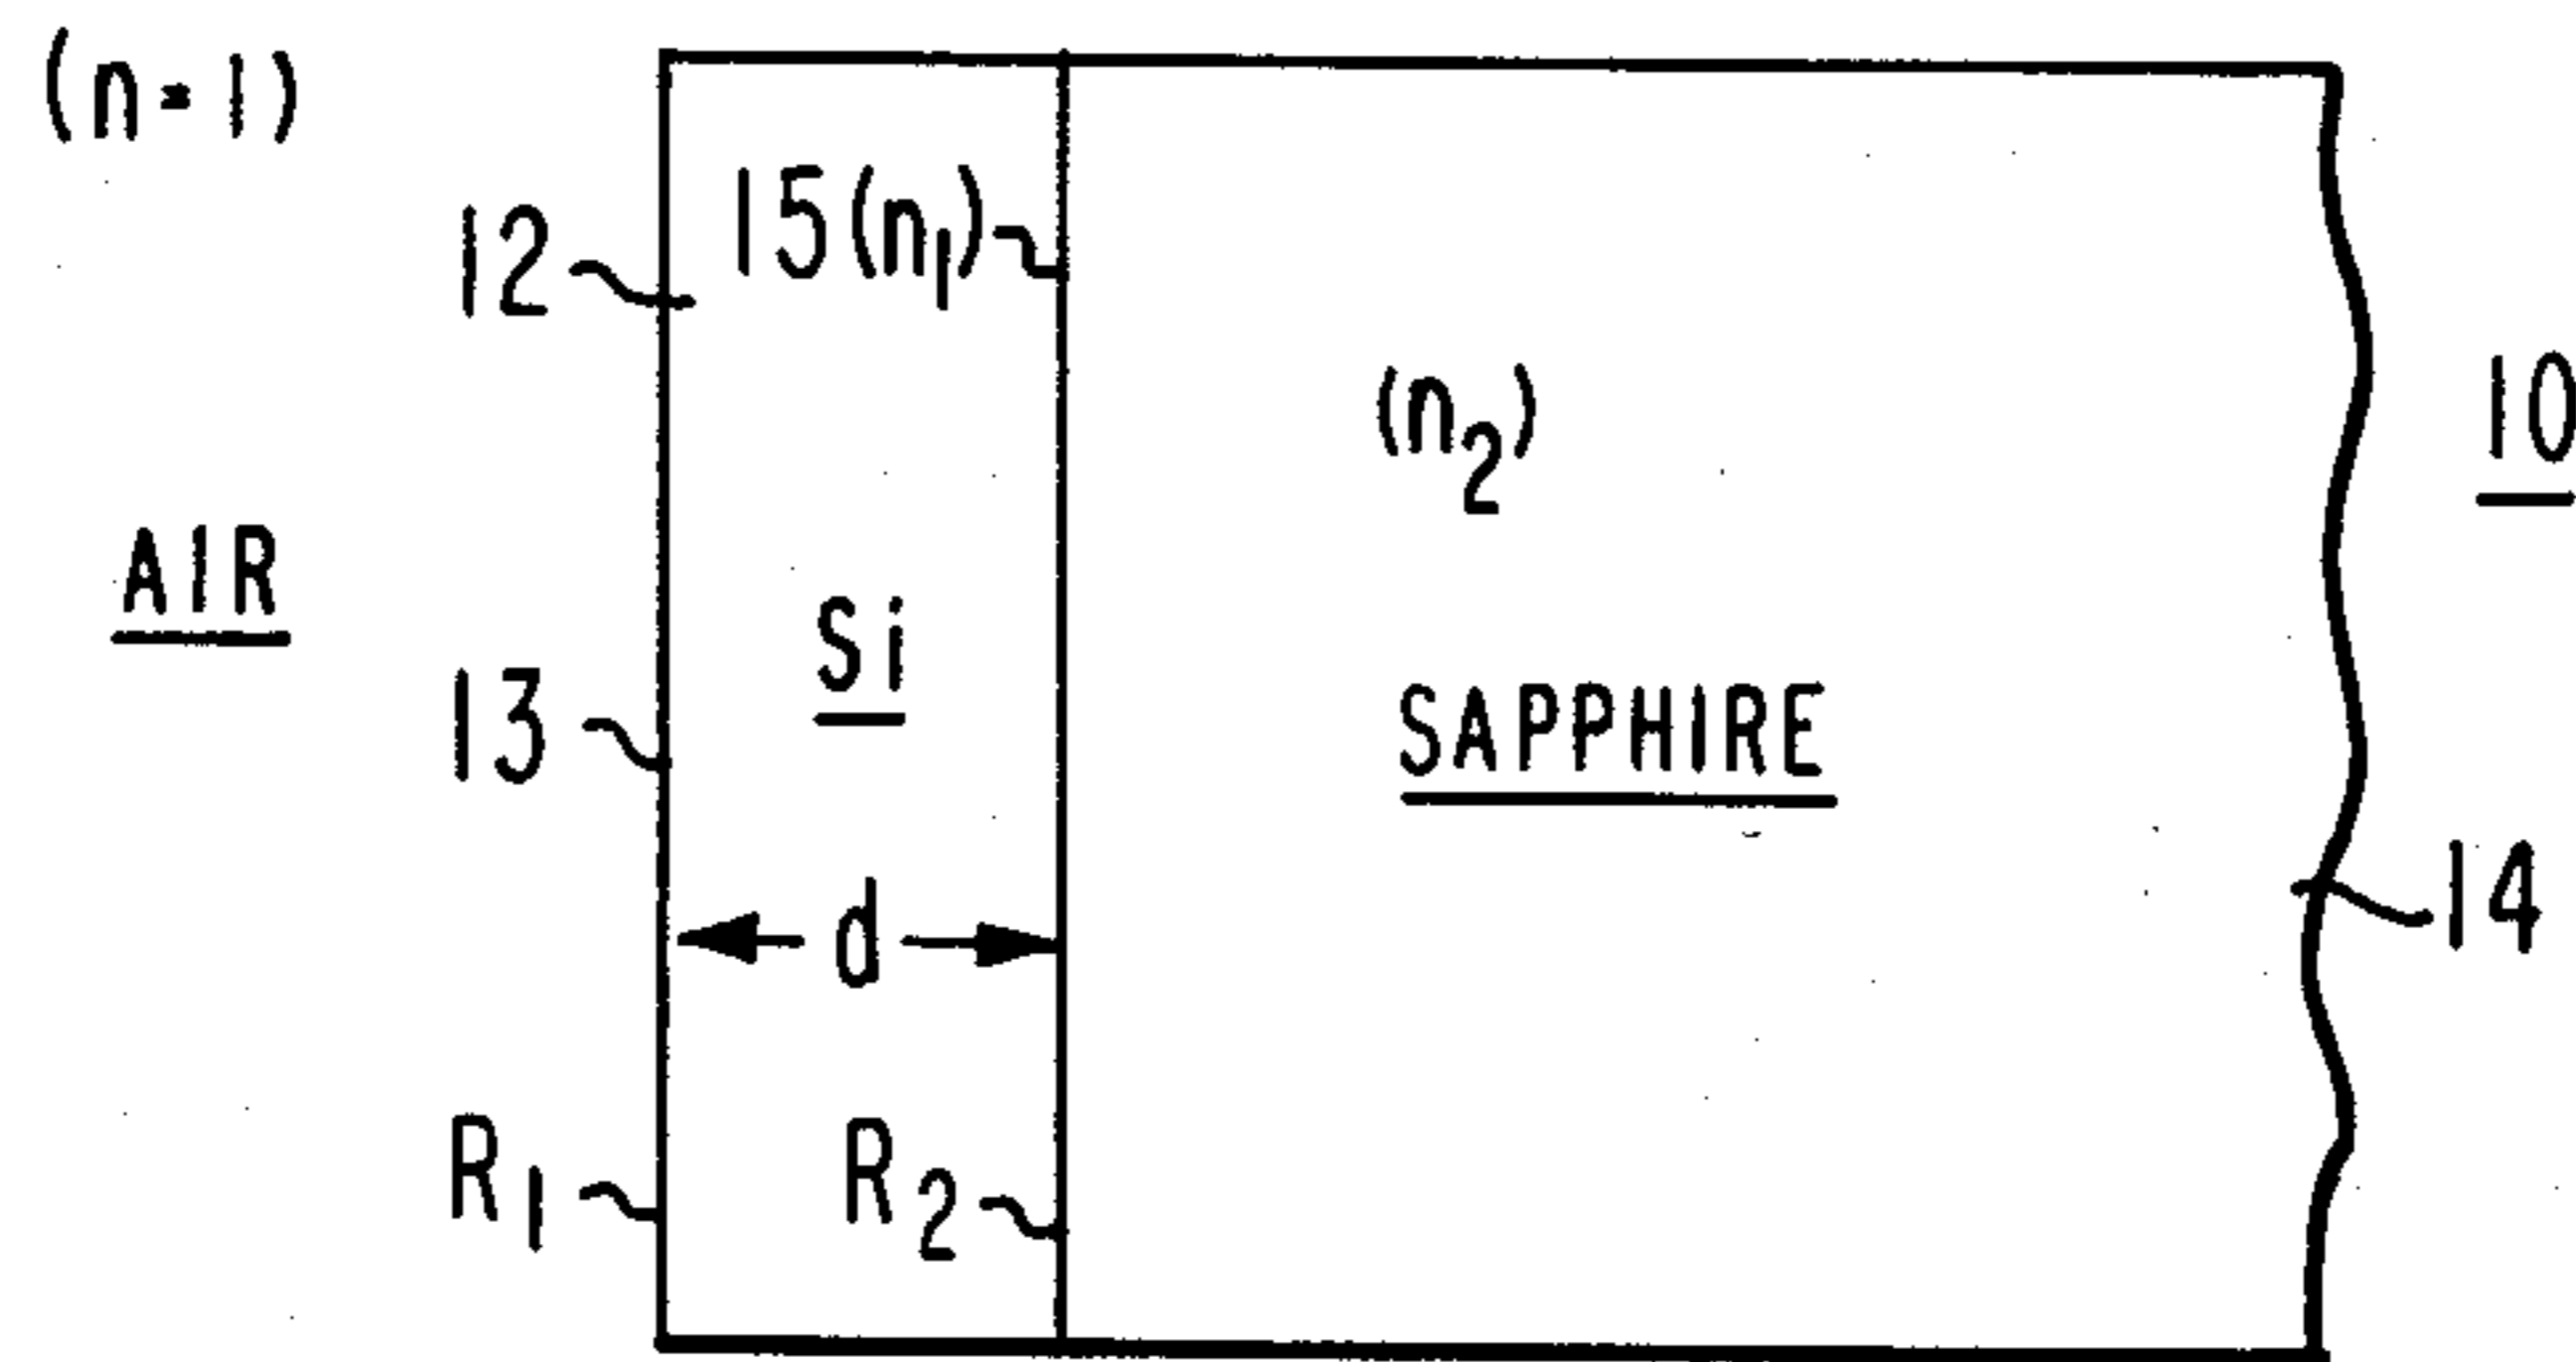 (n=1)
12
15(n1)
(n2)
10
AIR
Si
13
SAPPHIRE
d
14
R1
R2